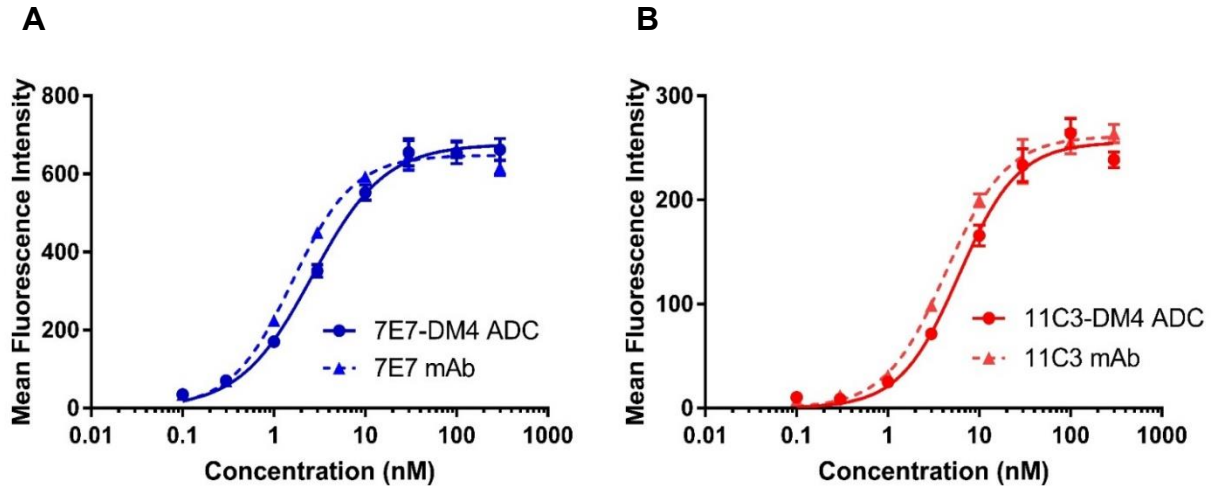 A
B
Mean Fluorescence Intensity
800
600
400
200
0
0.01 0.1 1 10 100 1000
Concentration (nM)
7E7-DM4 ADC
7E7 mAb
Mean Fluorescence Intensity
300
200
100
0
0.01 0.1 1 10 100 1000
Concentration (nM)
11C3-DM4 ADC
11C3 mAb